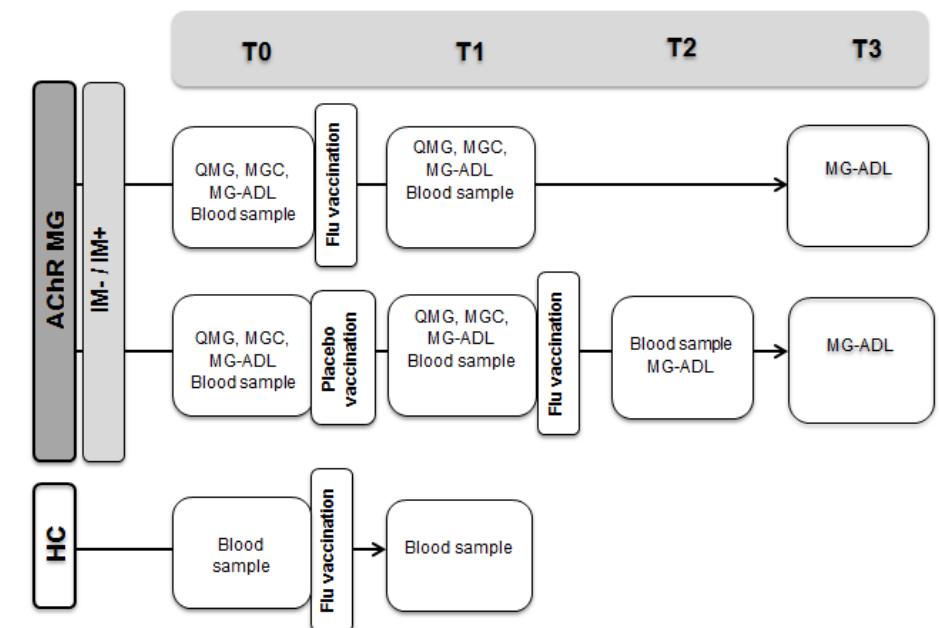 T0
T1
T2
T3
AChR MG
IM- / IM+
QMG, MGC,
MG-ADL
Blood sample
Flu vaccination
QMG, MGC,
MG-ADL
Blood sample
MG-ADL
QMG, MGC,
MG-ADL
Blood sample
Placebo
vaccination
QMG, MGC,
MG-ADL
Blood sample
Flu vaccination
Blood sample
MG-ADL
MG-ADL
HC
Blood
sample
Flu vaccination
Blood sample